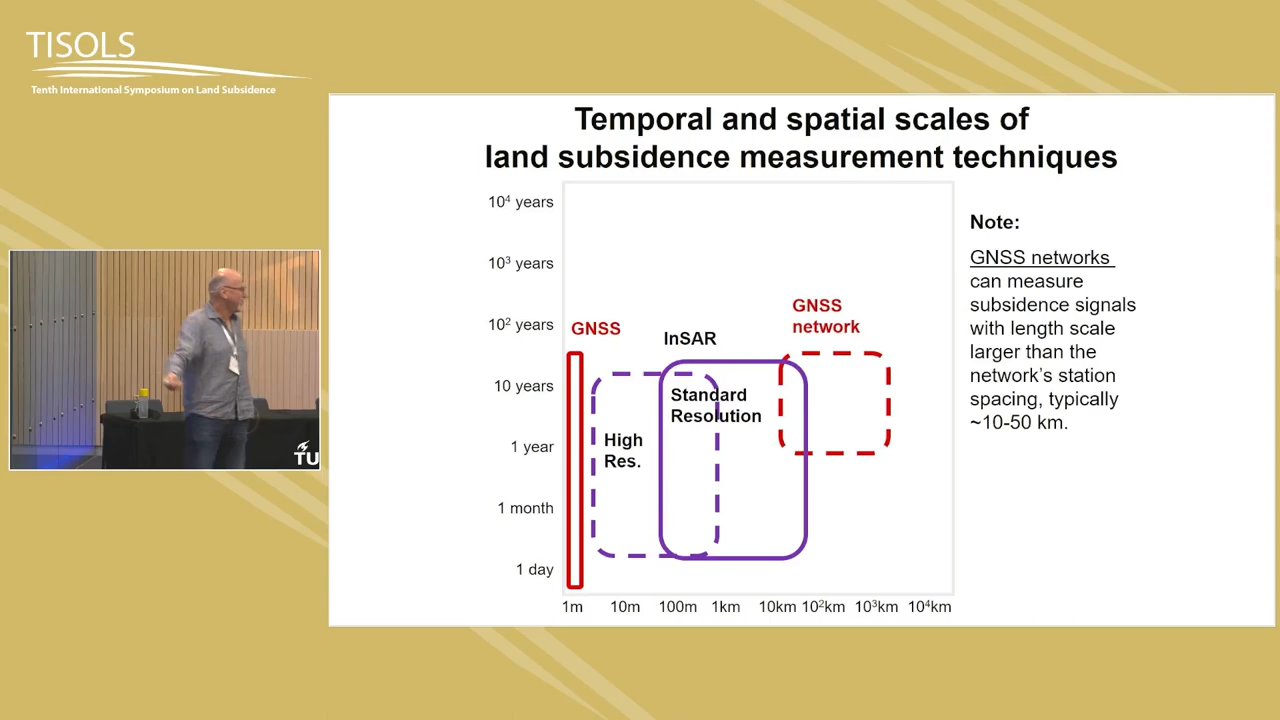 TISOLS
Tenth International Symposium on Land Subsidence
Temporal and spatial scales of
land subsidence measurement techniques
10⁴ years
10³ years
10² years
10 years
1 year
1 month
1 day
GNSS
InSAR
GNSS
network
Standard
Resolution
High
Res.
1m
10m
100m
1km
10km
10²km
10³km
10⁴km
Note:
GNSS networks
can measure
subsidence signals
with length scale
larger than the
network's station
spacing, typically
~10-50 km.
TU